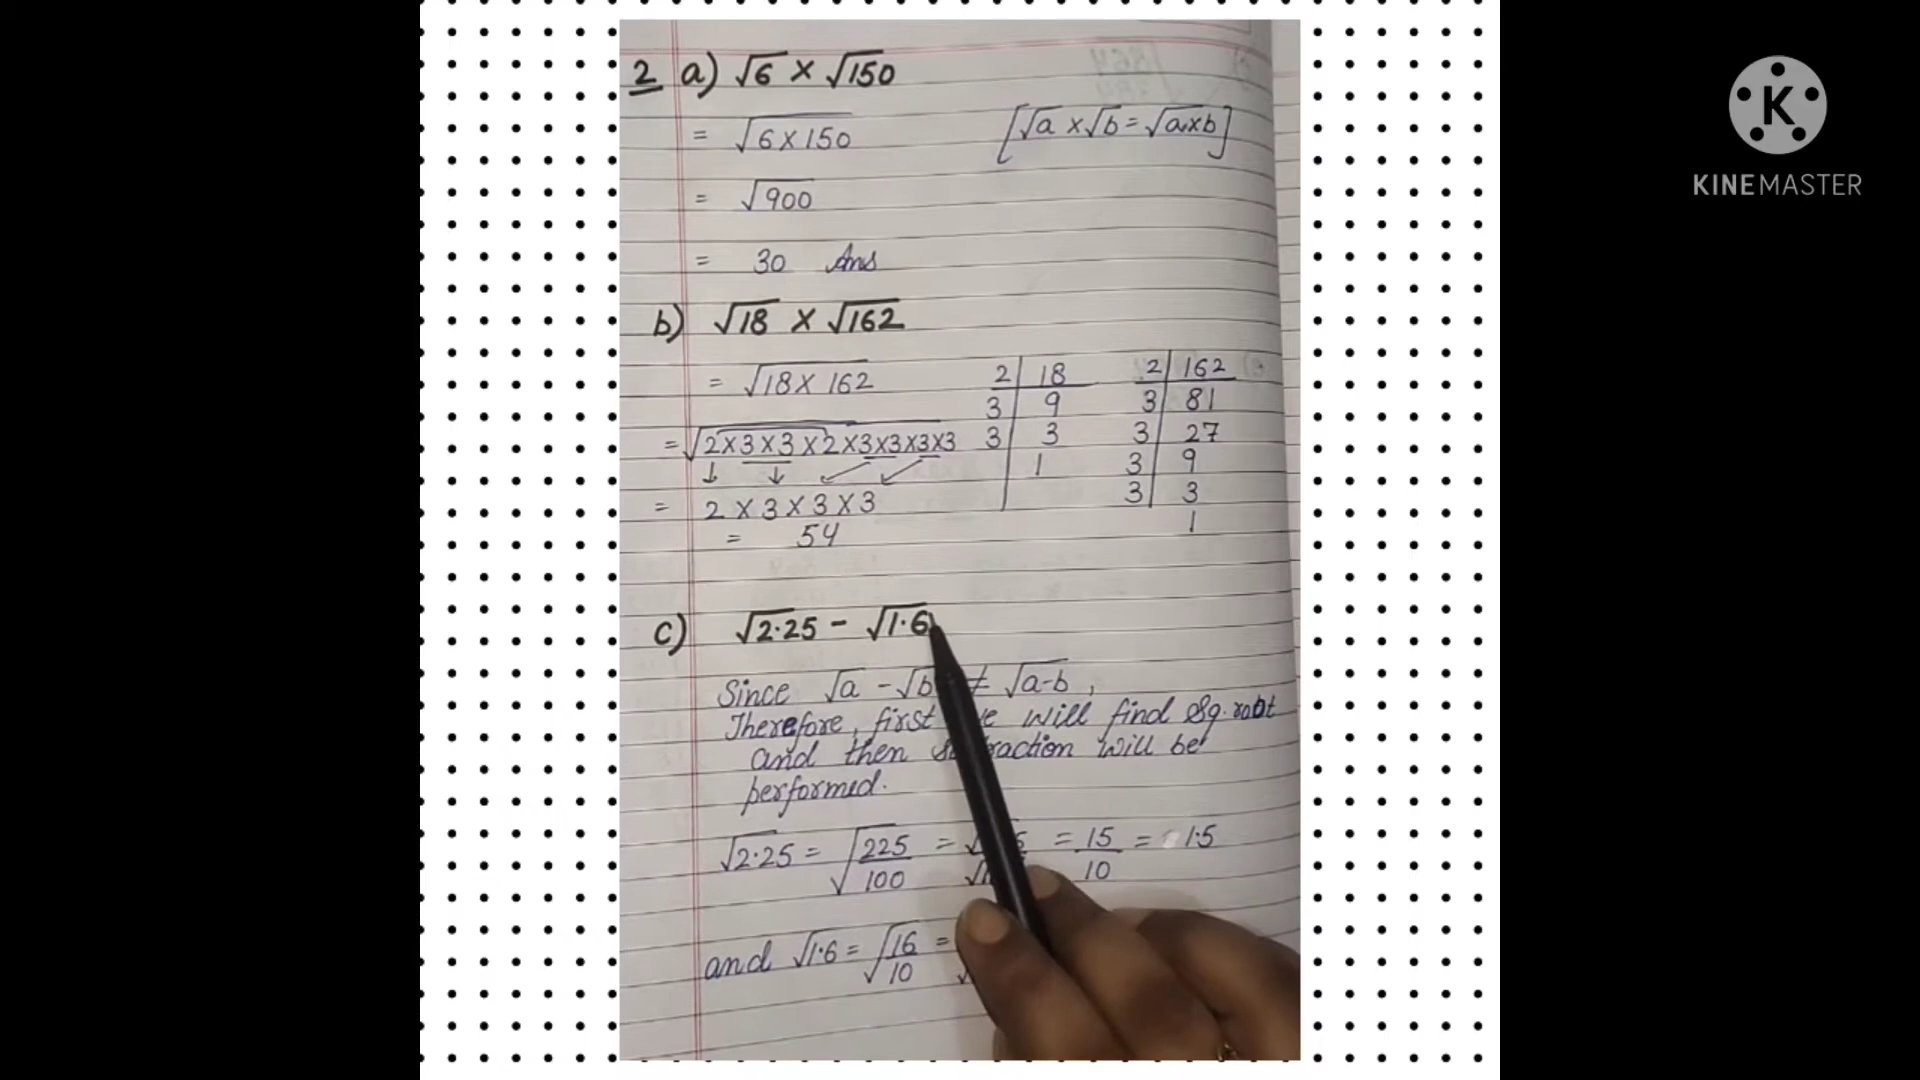 2 a) √6 × √150
= √6×150 [√a ×√b = √a×b]
= √900
= 30 Ans
b) √18 × √162
= √18 × 162
2 | 18
3 | 9
3 | 3
1
2 | 162
3 | 81
3 | 27
3 | 9
3 | 3
1
= √2×3×3×2×3×3×3×3
= 2 × 3 × 3 × 3
= 54
c) √2.25 - √1.6
Since √a - √b ≠ √a-b,
Therefore, first will find Sq. root
and then will be
performed.
√2.25 = √225/100 = = 15/10 = 1.5
and √1.6 = √16/10 =
K
KINEMASTER